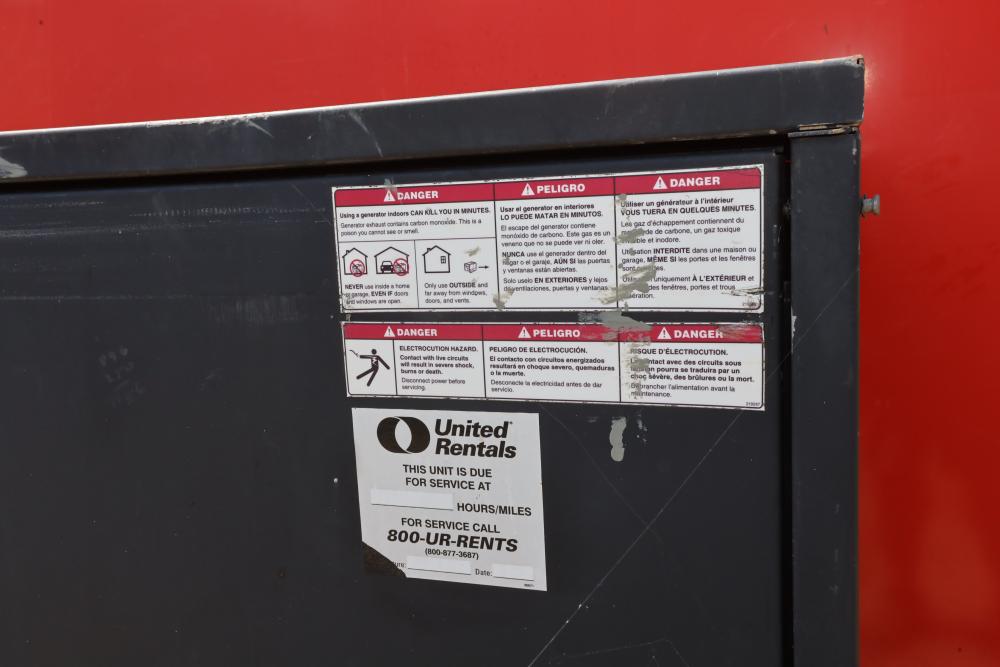 DANGER
Using a generator indoors CAN KILL YOU IN MINUTES.
Generator exhaust contains carbon monoxide. This is a
poison you cannot see or smell.
NEVER use inside a home
or garage, EVEN IF doors
and windows are open.
Only use OUTSIDE and
far away from windows,
doors, and vents.
PELIGRO
Usar el generator en interiores
LO PUEDE MATAR EN MINUTOS.
El escape del generador contiene
monóxido de carbono. Este gas es un
veneno que no se puede ver ni oler.
NUNCA use el generador dentro del
hogar o el garaje, AÚN SI las puertas
y ventanas están abiertas.
Solo uselo EN EXTERIORES y lejos
de ventilaciones, puertas y ventanas.
DANGER
Utiliser un générateur à l'intérieur
VOUS TUERA EN QUELQUES MINUTES.
Les gaz d'échappement contiennent du
de carbone, un gaz toxique
et inodore.
Utilisation INTERDITE dans une maison ou
garage, MÊME SI les portes et les fenêtres
sont
uniquement À L'EXTÉRIEUR et
des fenêtres, portes et trous
DANGER
ELECTROCUTION HAZARD.
Contact with live circuits
will result in severe shock,
burns or death.
Disconnect power before
servicing.
PELIGRO
PELIGRO DE ELECTROCUCIÓN.
El contacto con circuitos energizados
resultará en choque severo, quemaduras
o la muerte.
Desconecte la electricidad antes de dar
servicio.
DANGER
RISQUE D'ÉLECTROCUTION.
Le contact avec des circuits sous
tension pourra se traduire par un
choc sévère, des brûlures ou la mort.
Débrancher l'alimentation avant la
maintenance.
United
Rentals
THIS UNIT IS DUE
FOR SERVICE AT
HOURS/MILES
FOR SERVICE CALL
800-UR-RENTS
(800-877-3687)
Date: